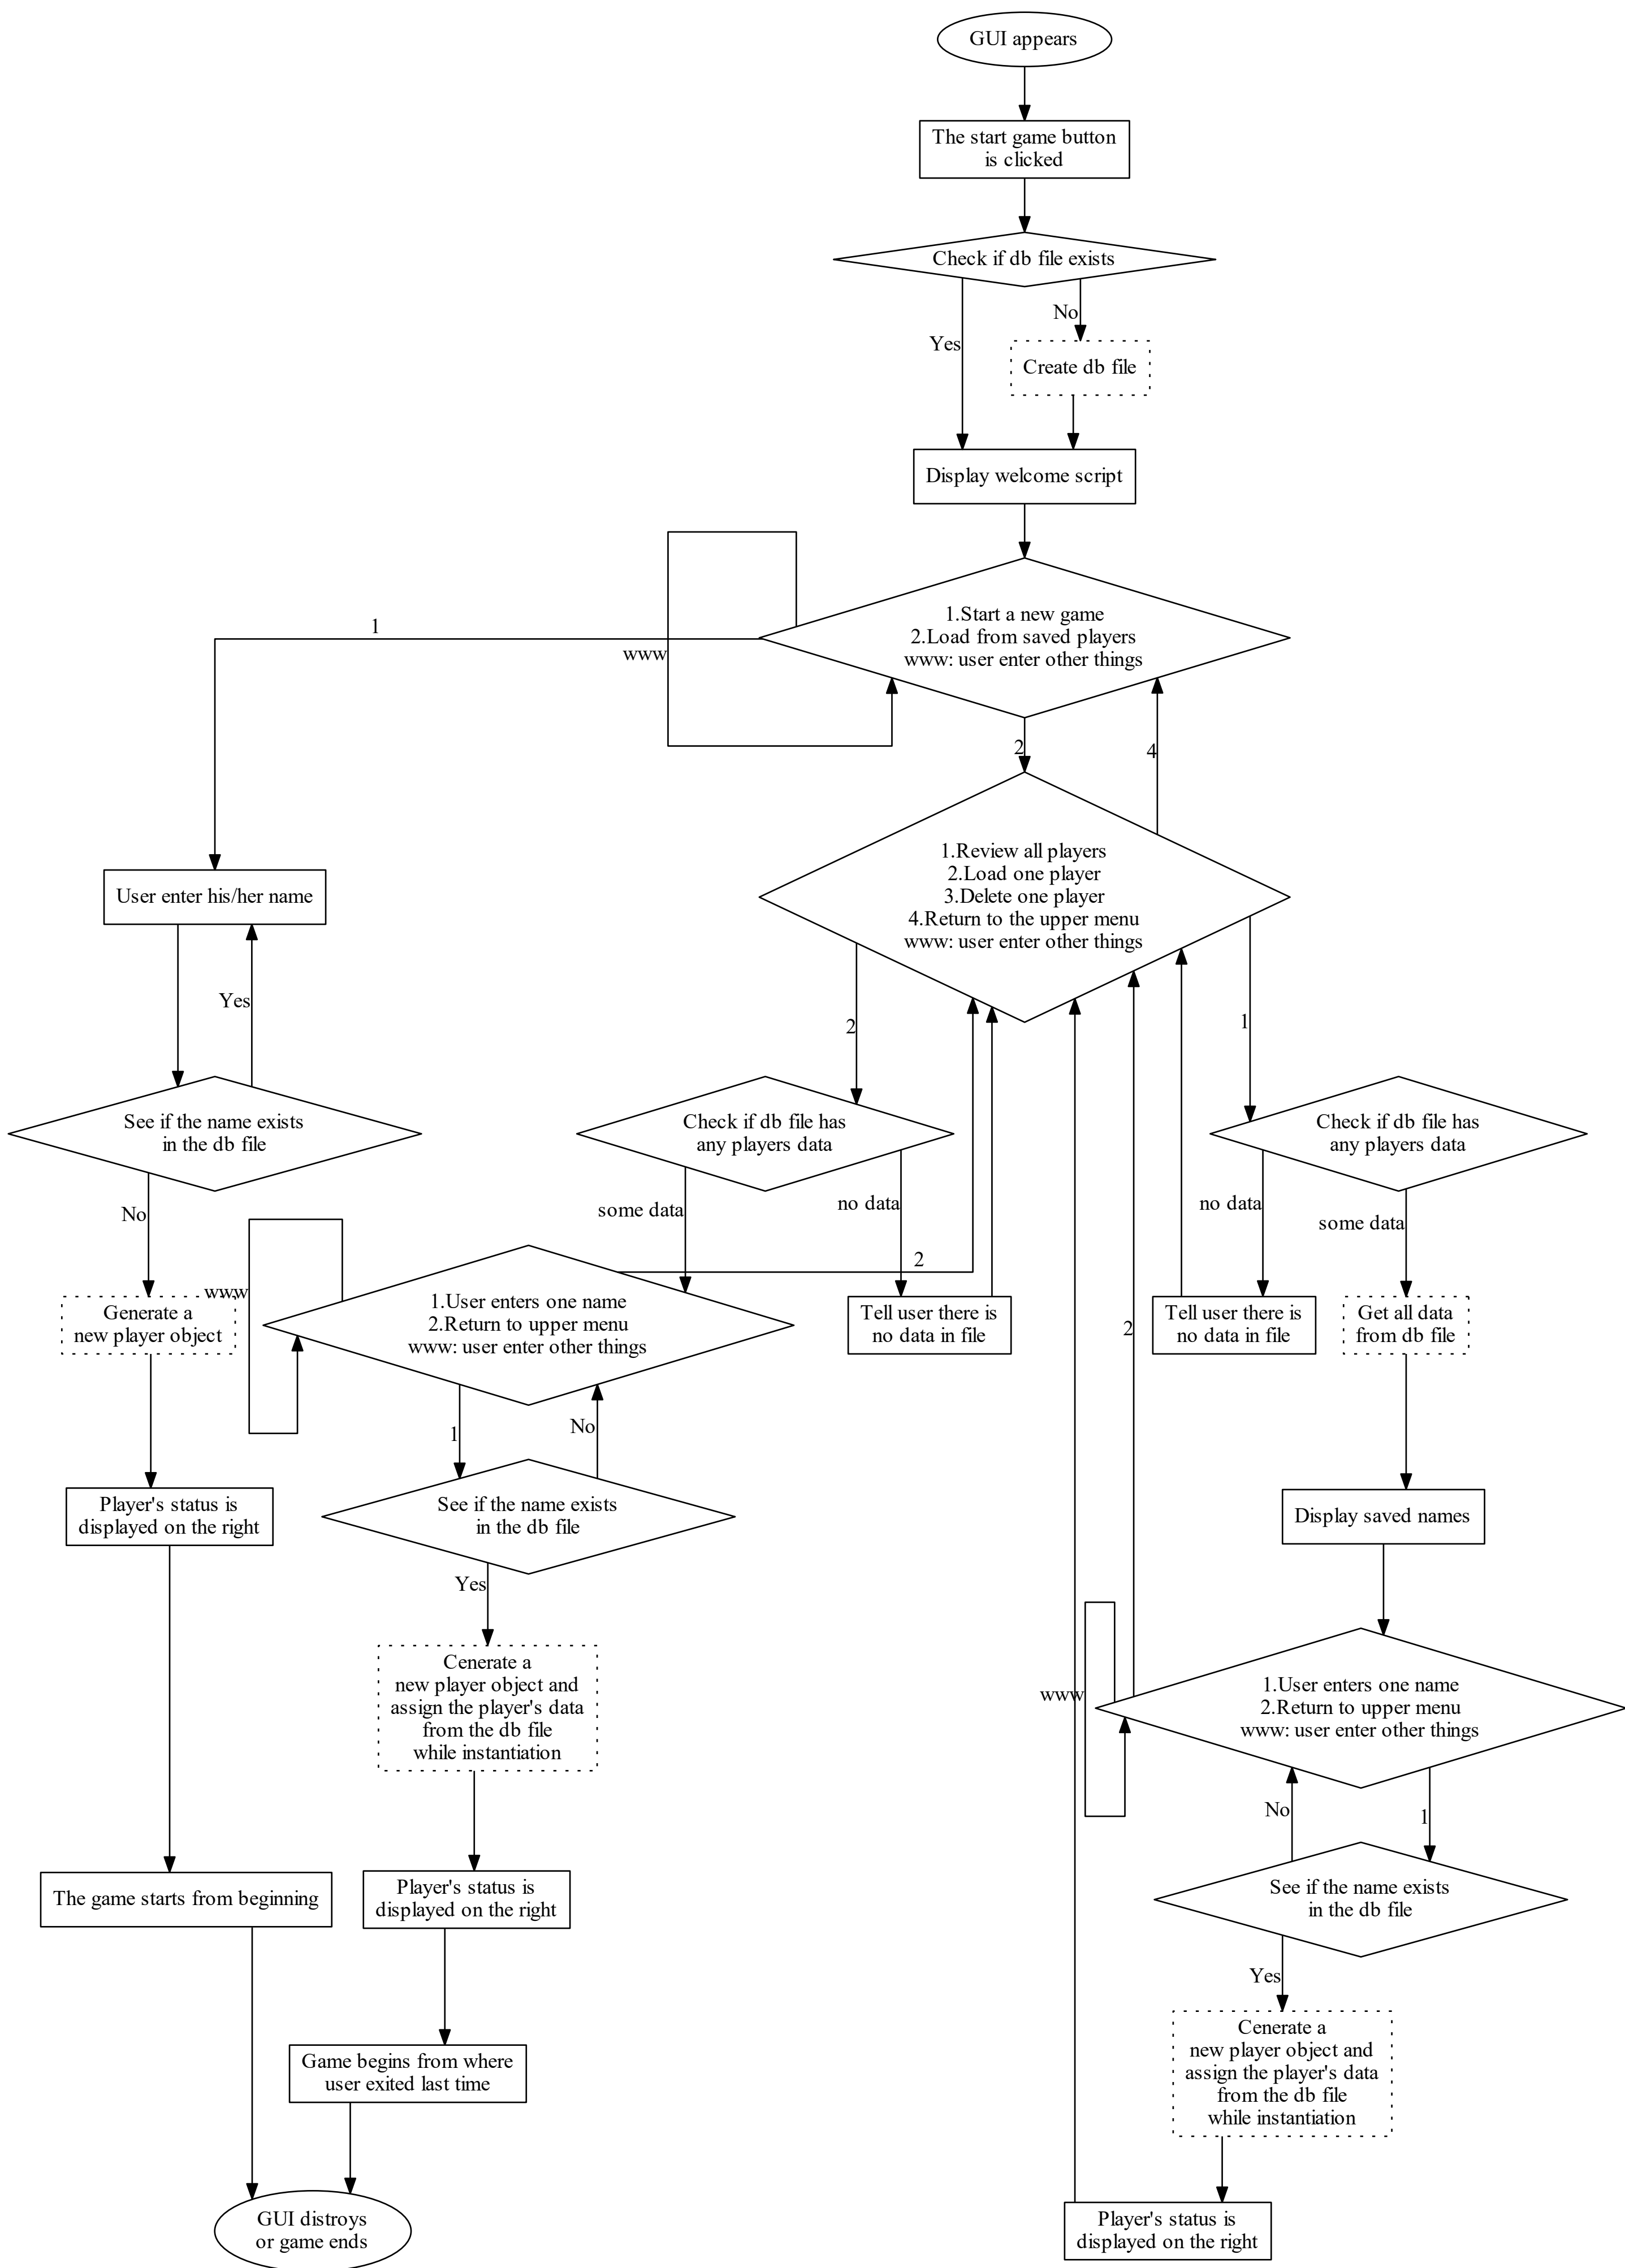 GUI appears
The start game button
is clicked
Check if db file exists
No
Yes
Create db file
Display welcome script
1.Start a new game
2.Load from saved players
www: user enter other things
1
www
2
4
1.Review all players
2.Load one player
3.Delete one player
4.Return to the upper menu
www: user enter other things
User enter his/her name
Yes
2
1
See if the name exists
in the db file
Check if db file has
any players data
Check if db file has
any players data
No
some data
no data
no data
some data
2
www
Generate a
new player object
1.User enters one name
2.Return to upper menu
www: user enter other things
Tell user there is
no data in file
2
Tell user there is
no data in file
Get all data
from db file
1
No
Player's status is
displayed on the right
See if the name exists
in the db file
Display saved names
Yes
Cenerate a
new player object and
assign the player's data
from the db file
while instantiation
www
1.User enters one name
2.Return to upper menu
www: user enter other things
No
1
The game starts from beginning
Player's status is
displayed on the right
See if the name exists
in the db file
Yes
Game begins from where
user exited last time
Cenerate a
new player object and
assign the player's data
from the db file
while instantiation
GUI distroys
or game ends
Player's status is
displayed on the right